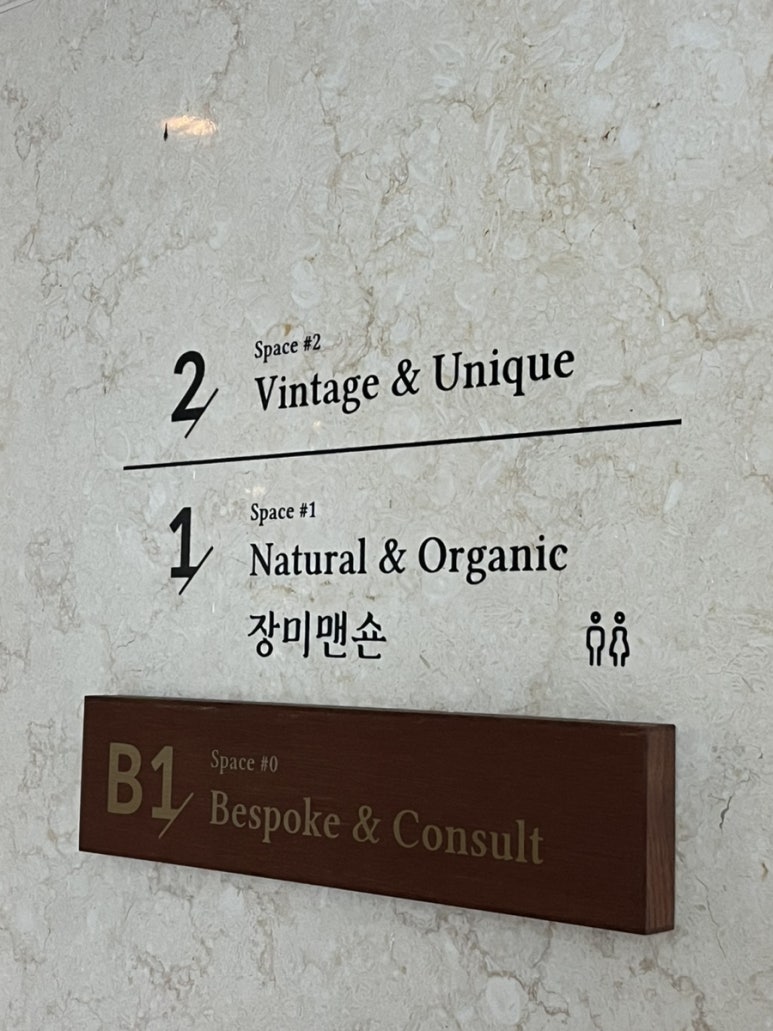 2
Space #2
Vintage & Unique
1
Space #1
Natural & Organic
장미맨숀
B1
Space #0
Bespoke & Consult